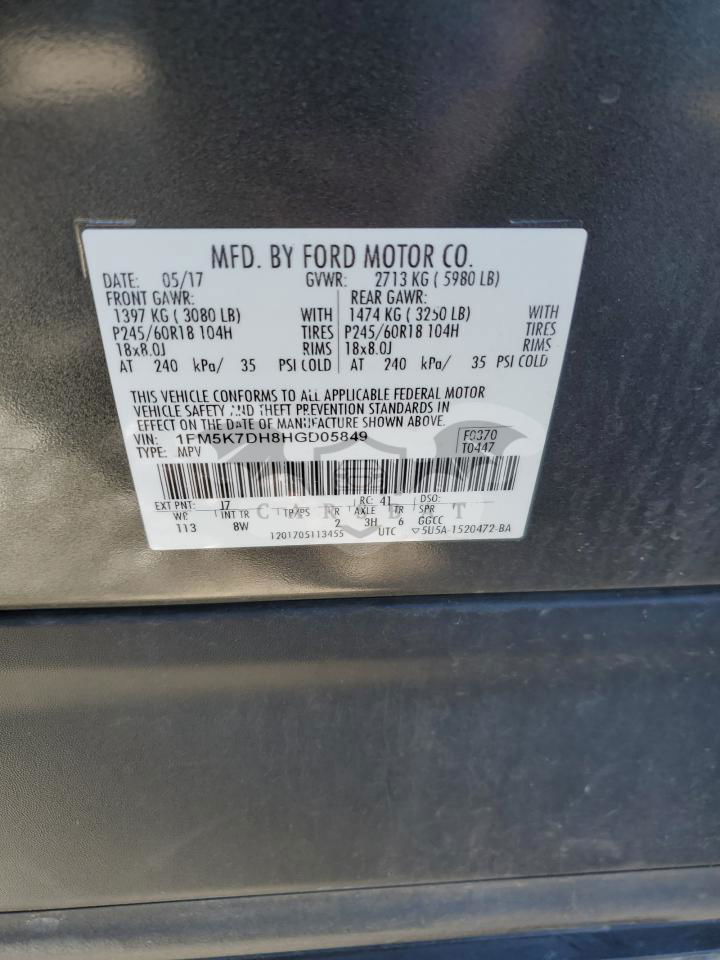 MFD. BY FORD MOTOR CO.
DATE: 05/17 GVWR: 2713 KG ( 5980 LB)
FRONT GAWR: REAR GAWR:
1397 KG ( 3080 LB) WITH 1474 KG ( 3250 LB) WITH
P245/60R18 104H TIRES P245/60R18 104H TIRES
18x8.0J RIMS 18x8.0J RIMS
AT 240 kPa/ 35 PSI COLD AT 240 kPa/ 35 PSI COLD
THIS VEHICLE CONFORMS TO ALL APPLICABLE FEDERAL MOTOR
VEHICLE SAFETY AND THEFT PREVENTION STANDARDS IN
EFFECT ON THE DATE OF MANUFACTURE SHOWN ABOVE.
VIN: 1FM5K7DH8HGD05849 F0370
TYPE: MPV T0447
EXT PNT: J7 RC: 41 DSO:
WB INT TR TP/PS R AXLE TR SPR
113 8W 2 3H 6 GGCC
1201705113455 UTC ▽5U5A-1520472-BA
CARCAST